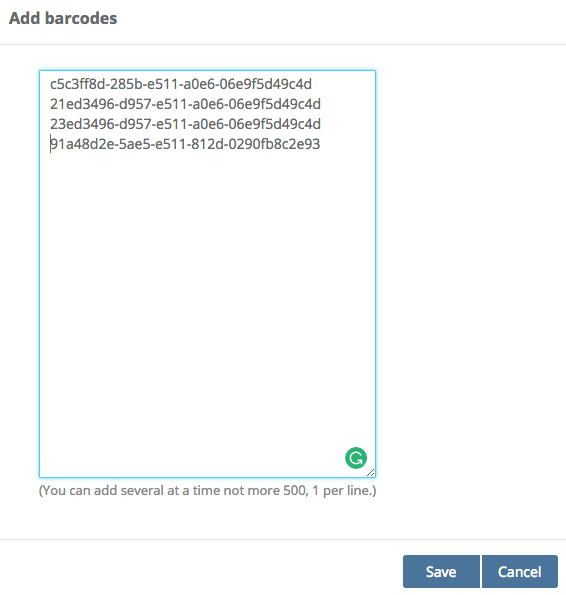 Add barcodes
c5c3ff8d-285b-e511-a0e6-06e9f5d49c4d
21ed3496-d957-e511-a0e6-06e9f5d49c4d
23ed3496-d957-e511-a0e6-06e9f5d49c4d
91a48d2e-5ae5-e511-812d-0290fb8c2e93
(You can add several at a time not more 500, 1 per line.)
Save
Cancel